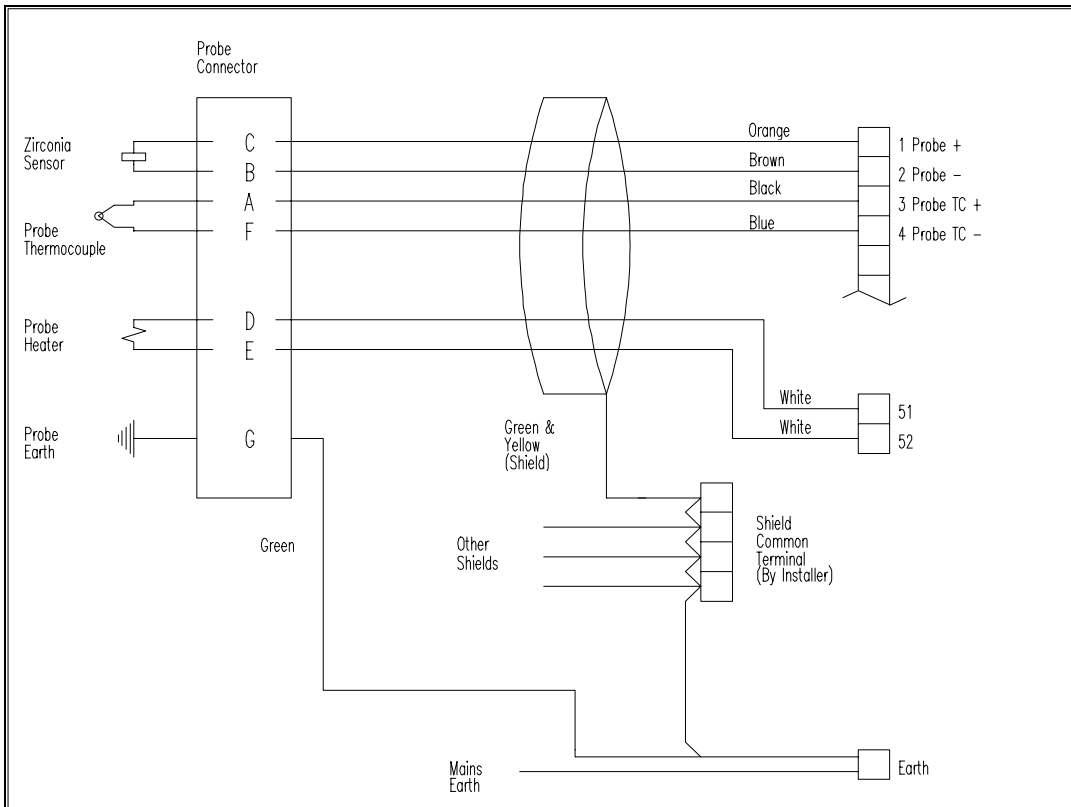 Probe
Connector
Zirconia
Sensor
C
B
A
F
Probe
Thermocouple
Orange
Brown
Black
Blue
1 Probe +
2 Probe -
3 Probe TC +
4 Probe TC -
Probe
Heater
D
E
White
White
51
52
Probe
Earth
G
Green &
Yellow
(Shield)
Green
Other
Shields
Shield
Common
Terminal
(By Installer)
Mains
Earth
Earth